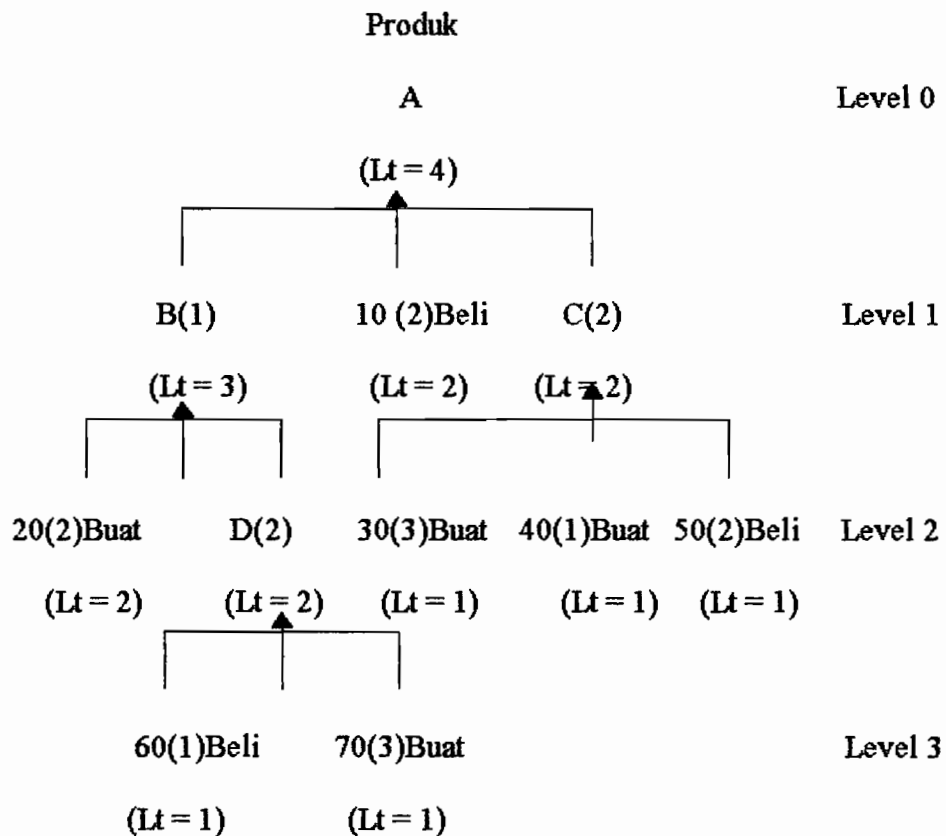 Produk
A Level 0
(Lt = 4)
B(1) 10 (2)Beli C(2) Level 1
(Lt = 3) (Lt = 2) (Lt = 2)
20(2)Buat D(2) 30(3)Buat 40(1)Buat 50(2)Beli Level 2
(Lt = 2) (Lt = 2) (Lt = 1) (Lt = 1) (Lt = 1)
60(1)Beli 70(3)Buat Level 3
(Lt = 1) (Lt = 1)